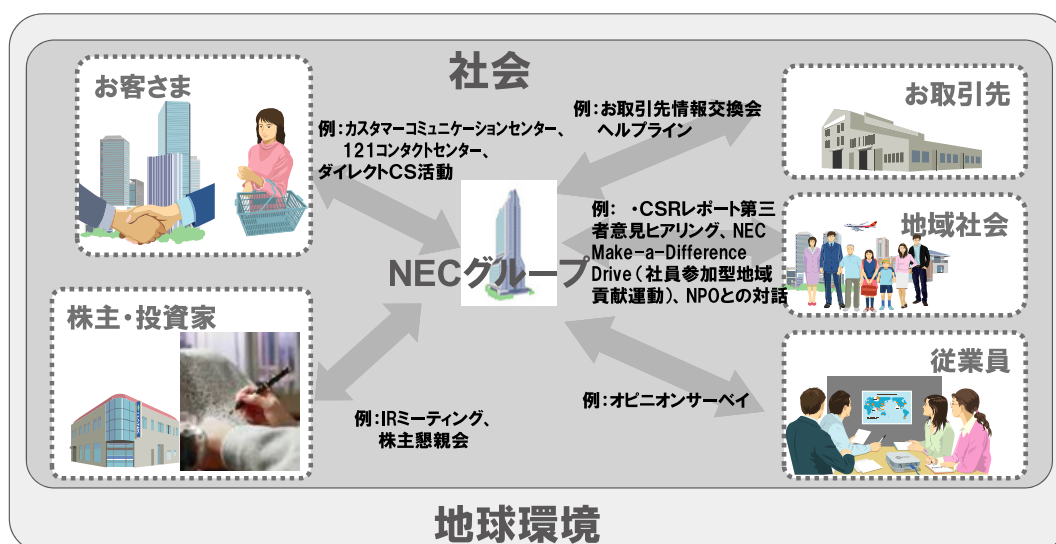 社会
お客さま
例：カスタマーコミュニケーションセンター、
121コンタクトセンター、
ダイレクトCS活動
例：お取引先情報交換会
ヘルプライン
お取引先
例： ・CSRレポート第三
者意見ヒアリング、NEC
Make-a-Difference
Drive（社員参加型地域
貢献運動）、NPOとの対話
地域社会
NECグループ
株主・投資家
例：IRミーティング、
株主懇親会
例：オピニオンサーベイ
従業員
地球環境